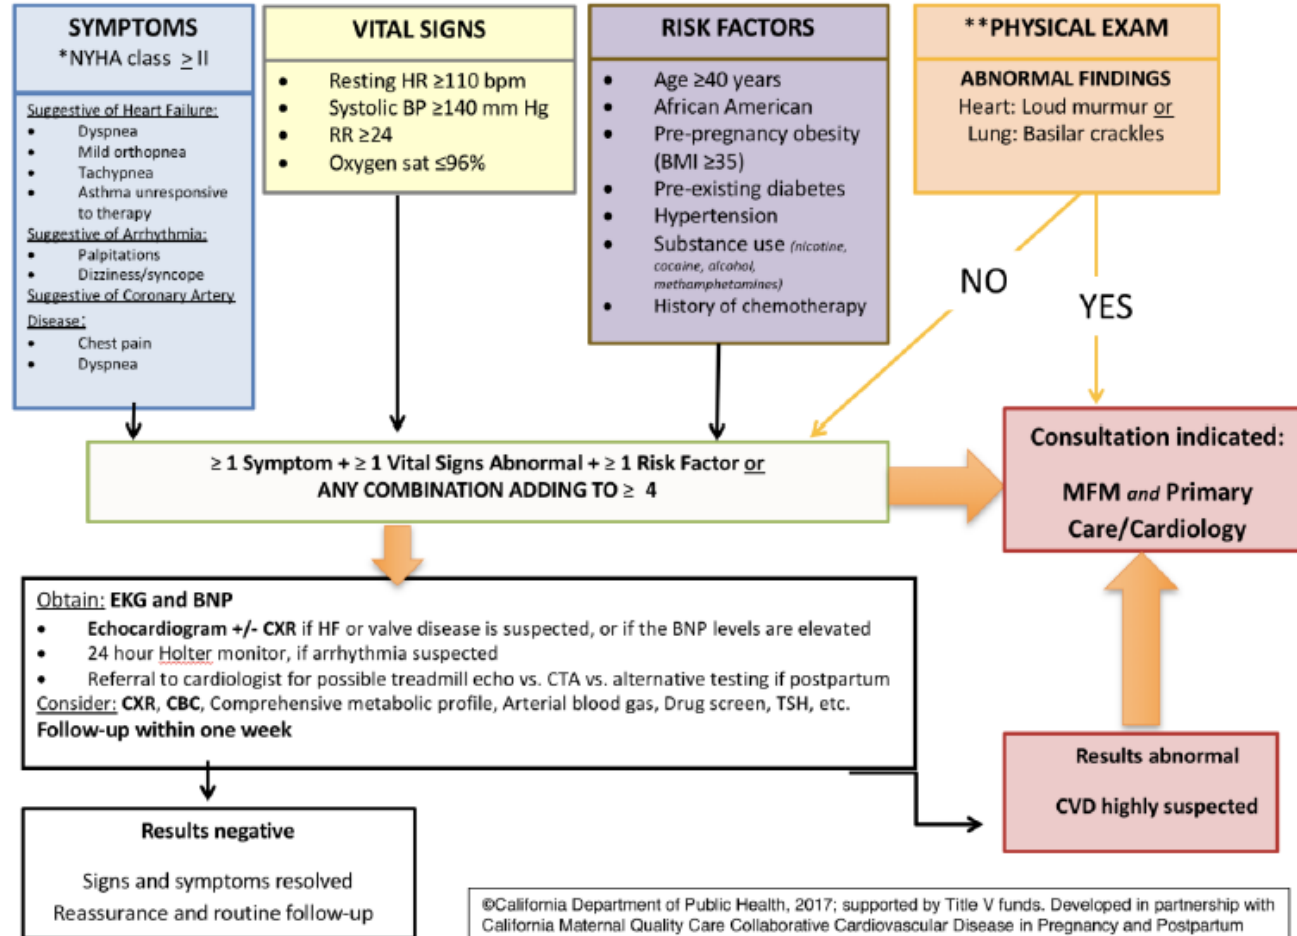 SYMPTOMS
*NYHA class ≥ II
Suggestive of Heart Failure:
• Dyspnea
• Mild orthopnea
• Tachypnea
• Asthma unresponsive
to therapy
Suggestive of Arrhythmia:
• Palpitations
• Dizziness/syncope
Suggestive of Coronary Artery
Disease:
• Chest pain
• Dyspnea
VITAL SIGNS
• Resting HR ≥110 bpm
• Systolic BP ≥140 mm Hg
• RR ≥24
• Oxygen sat ≤96%
RISK FACTORS
• Age ≥40 years
• African American
• Pre-pregnancy obesity
(BMI ≥35)
• Pre-existing diabetes
• Hypertension
• Substance use (nicotine,
cocaine, alcohol,
methamphetamines)
• History of chemotherapy
**PHYSICAL EXAM
ABNORMAL FINDINGS
Heart: Loud murmur or
Lung: Basilar crackles
NO
YES
≥ 1 Symptom + ≥ 1 Vital Signs Abnormal + ≥ 1 Risk Factor or
ANY COMBINATION ADDING TO ≥ 4
Consultation indicated:
MFM and Primary
Care/Cardiology
Obtain: EKG and BNP
• Echocardiogram +/- CXR if HF or valve disease is suspected, or if the BNP levels are elevated
• 24 hour Holter monitor, if arrhythmia suspected
• Referral to cardiologist for possible treadmill echo vs. CTA vs. alternative testing if postpartum
Consider: CXR, CBC, Comprehensive metabolic profile, Arterial blood gas, Drug screen, TSH, etc.
Follow-up within one week
Results abnormal
CVD highly suspected
Results negative
Signs and symptoms resolved
Reassurance and routine follow-up
©California Department of Public Health, 2017; supported by Title V funds. Developed in partnership with
California Maternal Quality Care Collaborative Cardiovascular Disease in Pregnancy and Postpartum